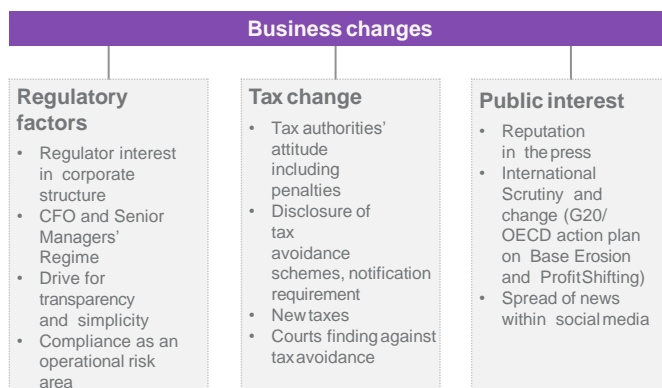 Business changes
Regulatory
factors
• Regulator interest
in corporate
structure
• CFO and Senior
Managers'
Regime
• Drive for
transparency
and simplicity
• Compliance as an
operational risk
area
Tax change
• Tax authorities'
attitude
including
penalties
• Disclosure of
tax
avoidance
schemes, notification
requirement
• New taxes
• Courts finding against
tax avoidance
Public interest
• Reputation
in the press
• International
Scrutiny and
change (G20/
OECD action plan
on Base Erosion
and Profit Shifting)
• Spread of news
within social media